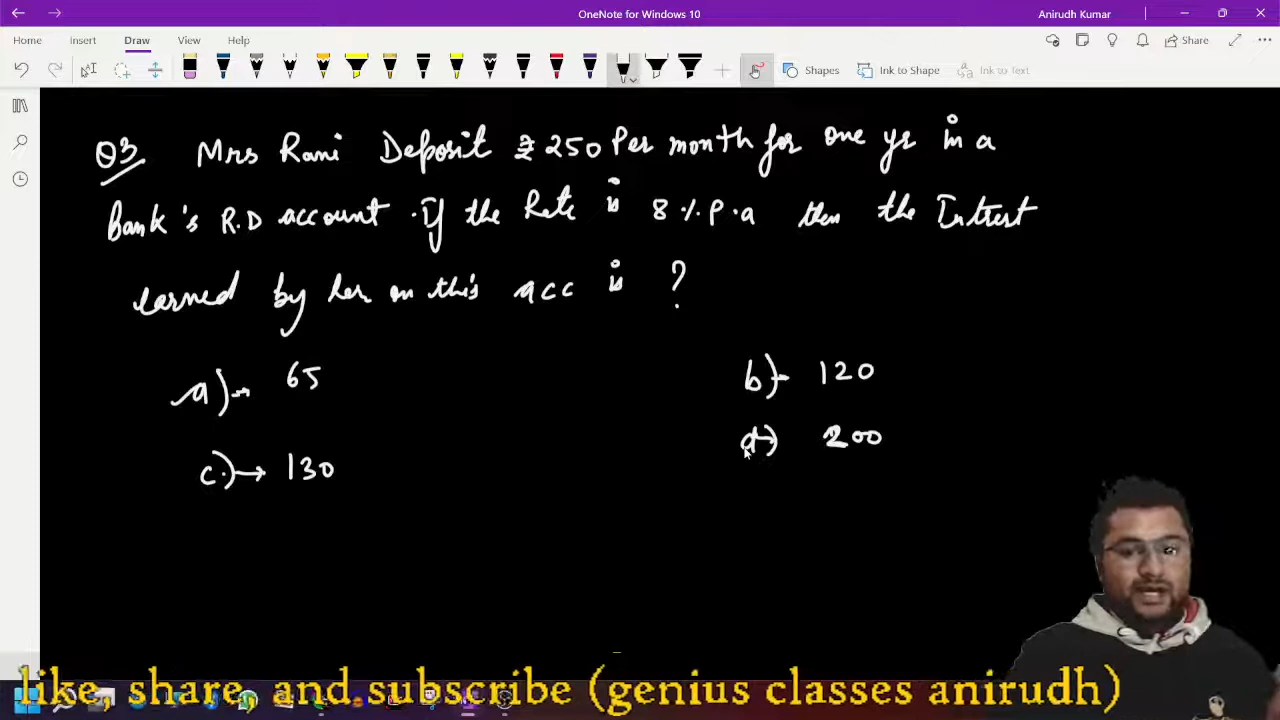 OneNote for Windows 10
Anirudh Kumar
Home Insert Draw View Help
Share
Shapes Ink to Shape Ink to Text
Q3 Mrs Rani Deposit ₹ 250 Per month for one yr in a
Bank's R.D account . If the Rate is 8 %. P.a then the Intrest
earned by her on this acc is ?
a) → 65
b) → 120
c.) → 130
d) 200
like, share, and subscribe (genius classes anirudh)